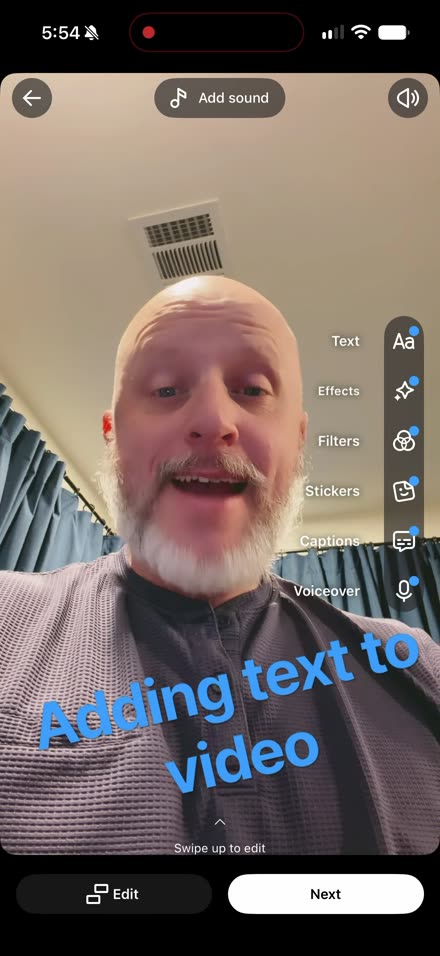 5:54
Add sound
Text
Aa
Effects
Filters
Stickers
Captions
Voiceover
Adding text to
video
Swipe up to edit
Edit
Next